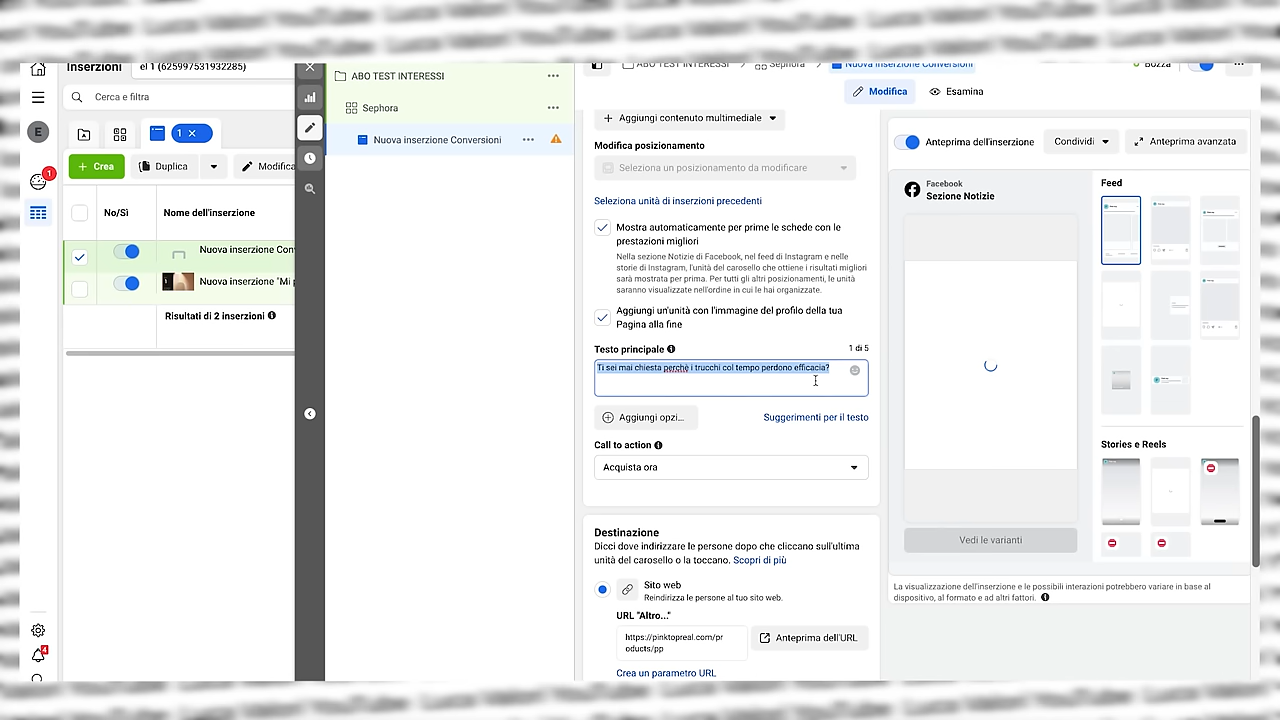 Inserzioni
el 1 (625997531932285)
Cerca e filtra
E
1
1
Crea
Duplica
Modifica
No/Sì
Nome dell'inserzione
Nuova inserzione Con
Nuova inserzione "Mi
Risultati di 2 inserzioni
4
ABO TEST INTERESSI
Sephora
Nuova inserzione Conversioni
ABO TEST INTERESSI
Sephora
Nuova inserzione Conversioni
Bozza
Modifica
Esamina
Aggiungi contenuto multimediale
Modifica posizionamento
Seleziona un posizionamento da modificare
Seleziona unità di inserzioni precedenti
Mostra automaticamente per prime le schede con le
prestazioni migliori
Nella sezione Notizie di Facebook, nel feed di Instagram e nelle
storie di Instagram, l'unità del carosello che ottiene i risultati migliori
sarà mostrata per prima. Per tutti gli altri posizionamenti, le unità
saranno visualizzate nell'ordine in cui le hai organizzate.
Aggiungi un'unità con l'immagine del profilo della tua
Pagina alla fine
Testo principale
1 di 5
Ti sei mai chiesta perchè i trucchi col tempo perdono efficacia?
Aggiungi opzi...
Suggerimenti per il testo
Call to action
Acquista ora
Destinazione
Dicci dove indirizzare le persone dopo che cliccano sull'ultima
unità del carosello o la toccano. Scopri di più
Sito web
Reindirizza le persone al tuo sito web.
URL "Altro..."
https://pinktopreal.com/pr
oducts/pp
Anteprima dell'URL
Crea un parametro URL
Anteprima dell'inserzione
Condividi
Anteprima avanzata
Facebook
Sezione Notizie
Vedi le varianti
Feed
Stories e Reels
La visualizzazione dell'inserzione e le possibili interazioni potrebbero variare in base al
dispositivo, al formato e ad altri fattori.